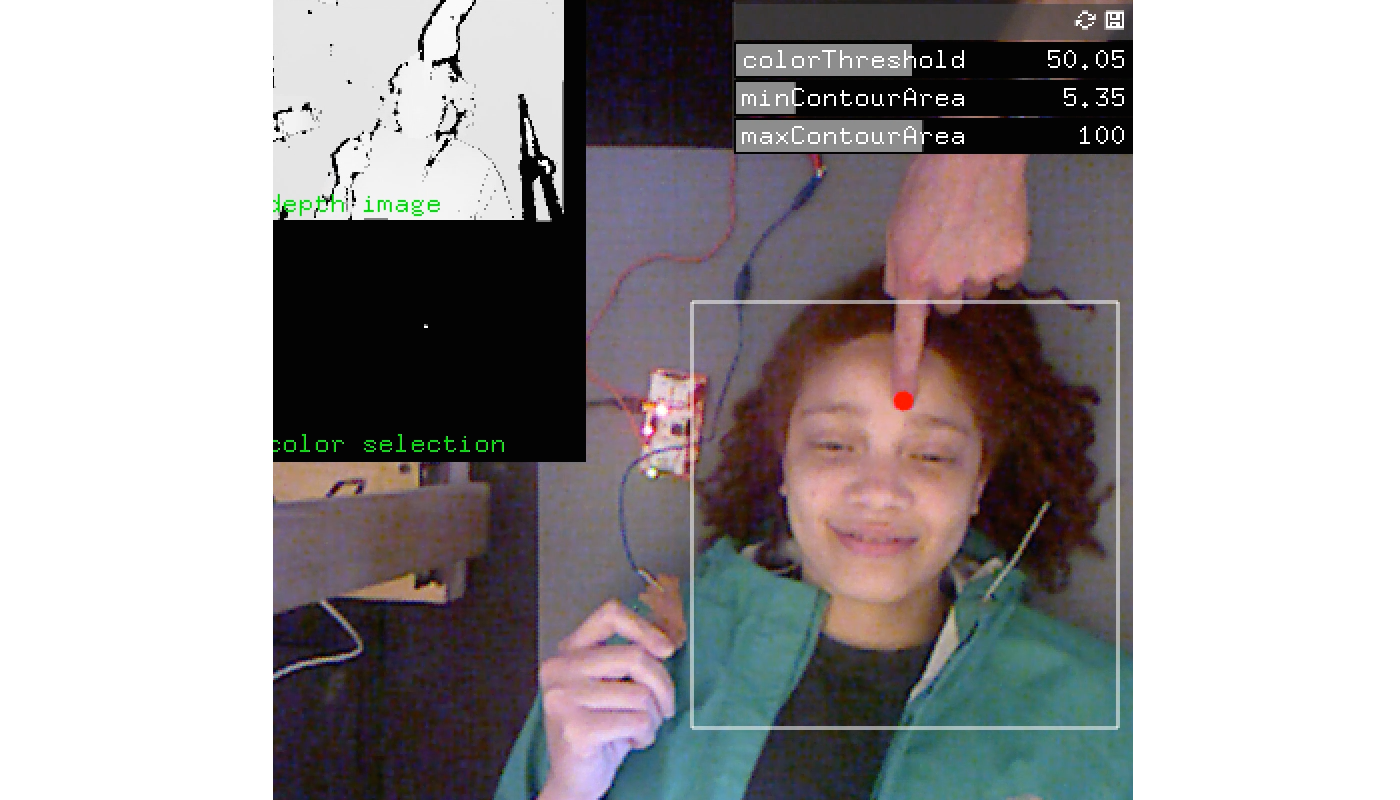 colorThreshold 50.05
minContourArea 5.35
maxContourArea 100
depth image
color selection